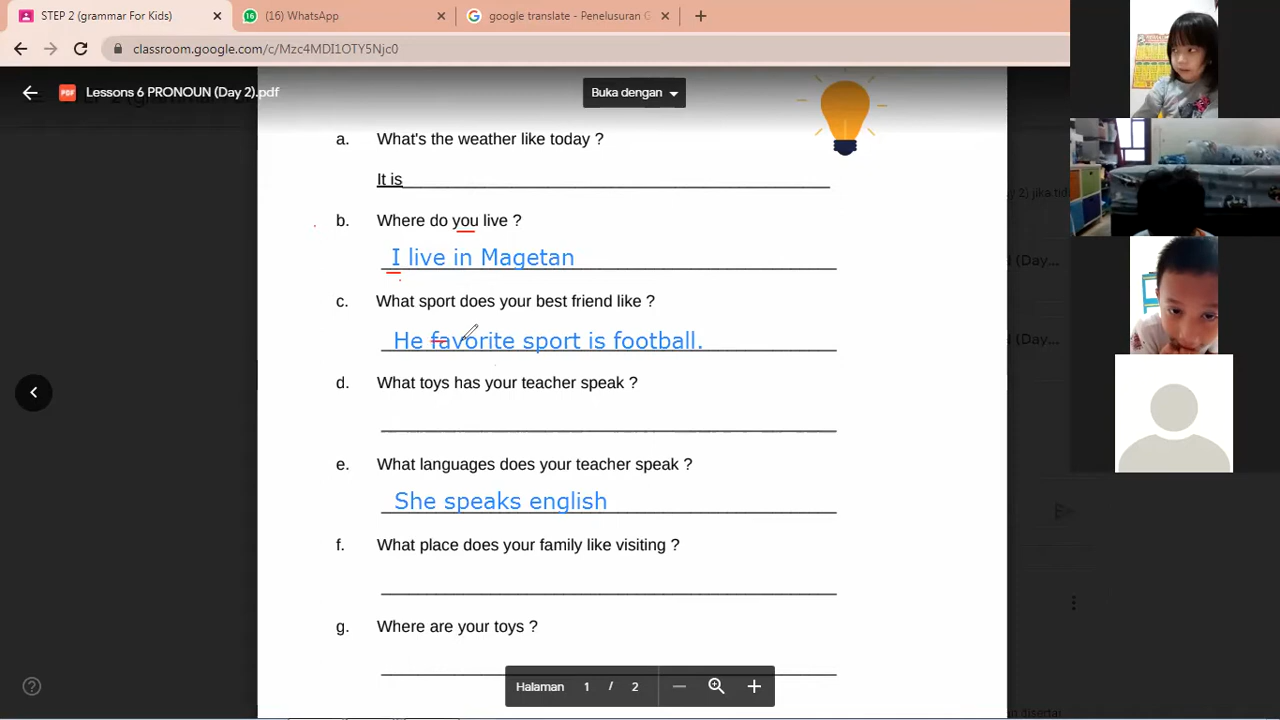 STEP 2 (grammar For Kids)
(16) WhatsApp
google translate - Penelusuran G
classroom.google.com/c/Mzc4MDI1OTY5Njc0
PDF Lessons 6 PRONOUN (Day 2).pdf
Buka dengan
a. What's the weather like today ?
It is
b. Where do you live ?
I live in Magetan
c. What sport does your best friend like ?
He favorite sport is football.
d. What toys has your teacher speak ?
e. What languages does your teacher speak ?
She speaks english
f. What place does your family like visiting ?
g. Where are your toys ?
Halaman 1 / 2